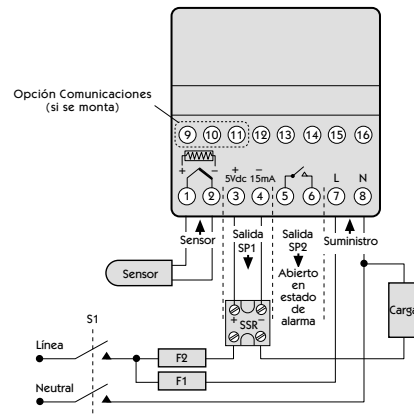 Opción Comunicaciones
(si se monta)
9 10 11 12 13 14 15 16
+ − + − L N
5Vdc 15mA
1 2 3 4 5 6 7 8
Sensor
Salida
SP1
Salida
SP2
Suministro
Sensor
Abierto
en
estado
de
alarma
+ −
SSR
Carga
S1
Línea
F2
F1
Neutral